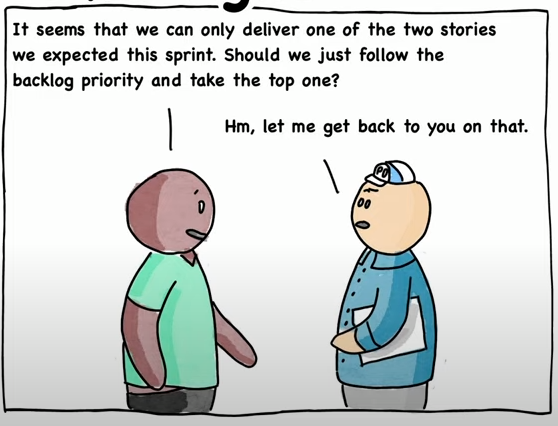 It seems that we can only deliver one of the two stories
we expected this sprint. Should we just follow the
backlog priority and take the top one?
Hm, let me get back to you on that.
PO